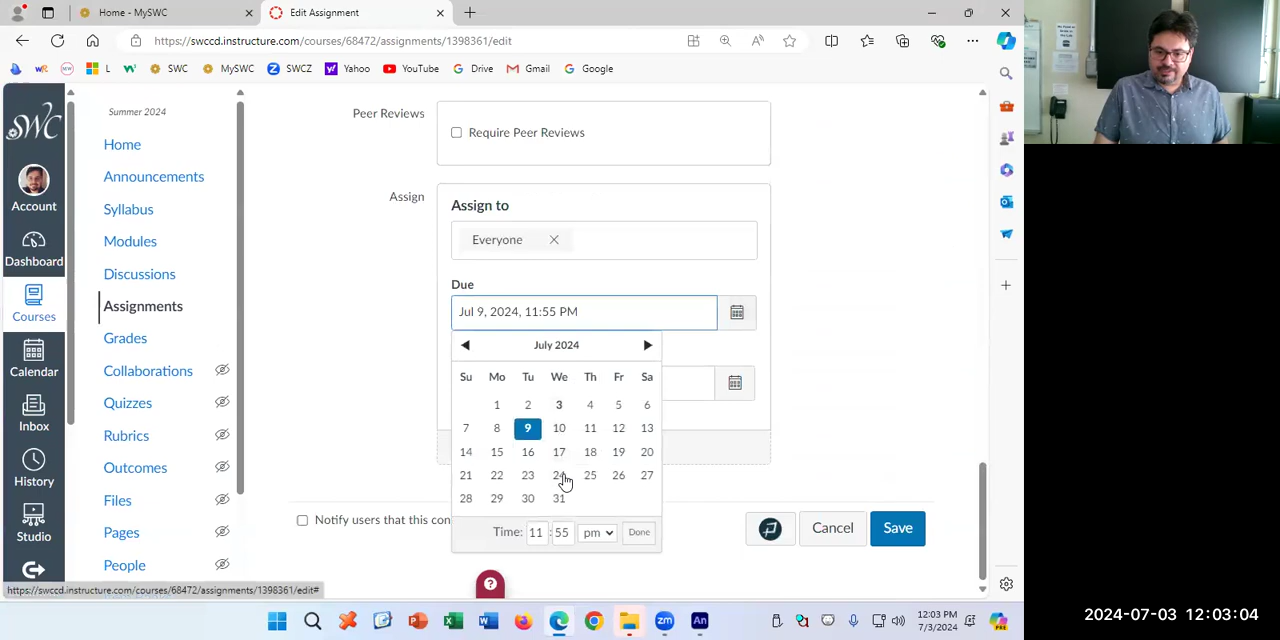 Home - MySWC
Edit Assignment
https://swccd.instructure.com/courses/68472/assignments/1398361/edit
L
SWC
MySWC
SWCZ
Yahoo
YouTube
Drive
Gmail
Google
SWC
Account
Dashboard
Courses
Calendar
Inbox
History
Studio
Summer 2024
Home
Announcements
Syllabus
Modules
Discussions
Assignments
Grades
Collaborations
Quizzes
Rubrics
Outcomes
Files
Pages
People
Peer Reviews
Require Peer Reviews
Assign
Assign to
Everyone
Due
Jul 9, 2024, 11:55 PM
July 2024
Su Mo Tu We Th Fr Sa
1 2 3 4 5 6
7 8 9 10 11 12 13
14 15 16 17 18 19 20
21 22 23 24 25 26 27
28 29 30 31
Time: 11 : 55 pm Done
Notify users that this con
Cancel
Save
https://swccd.instructure.com/courses/68472/assignments/1398361/edit#
12:03 PM
7/3/2024
2024-07-03 12:03:04